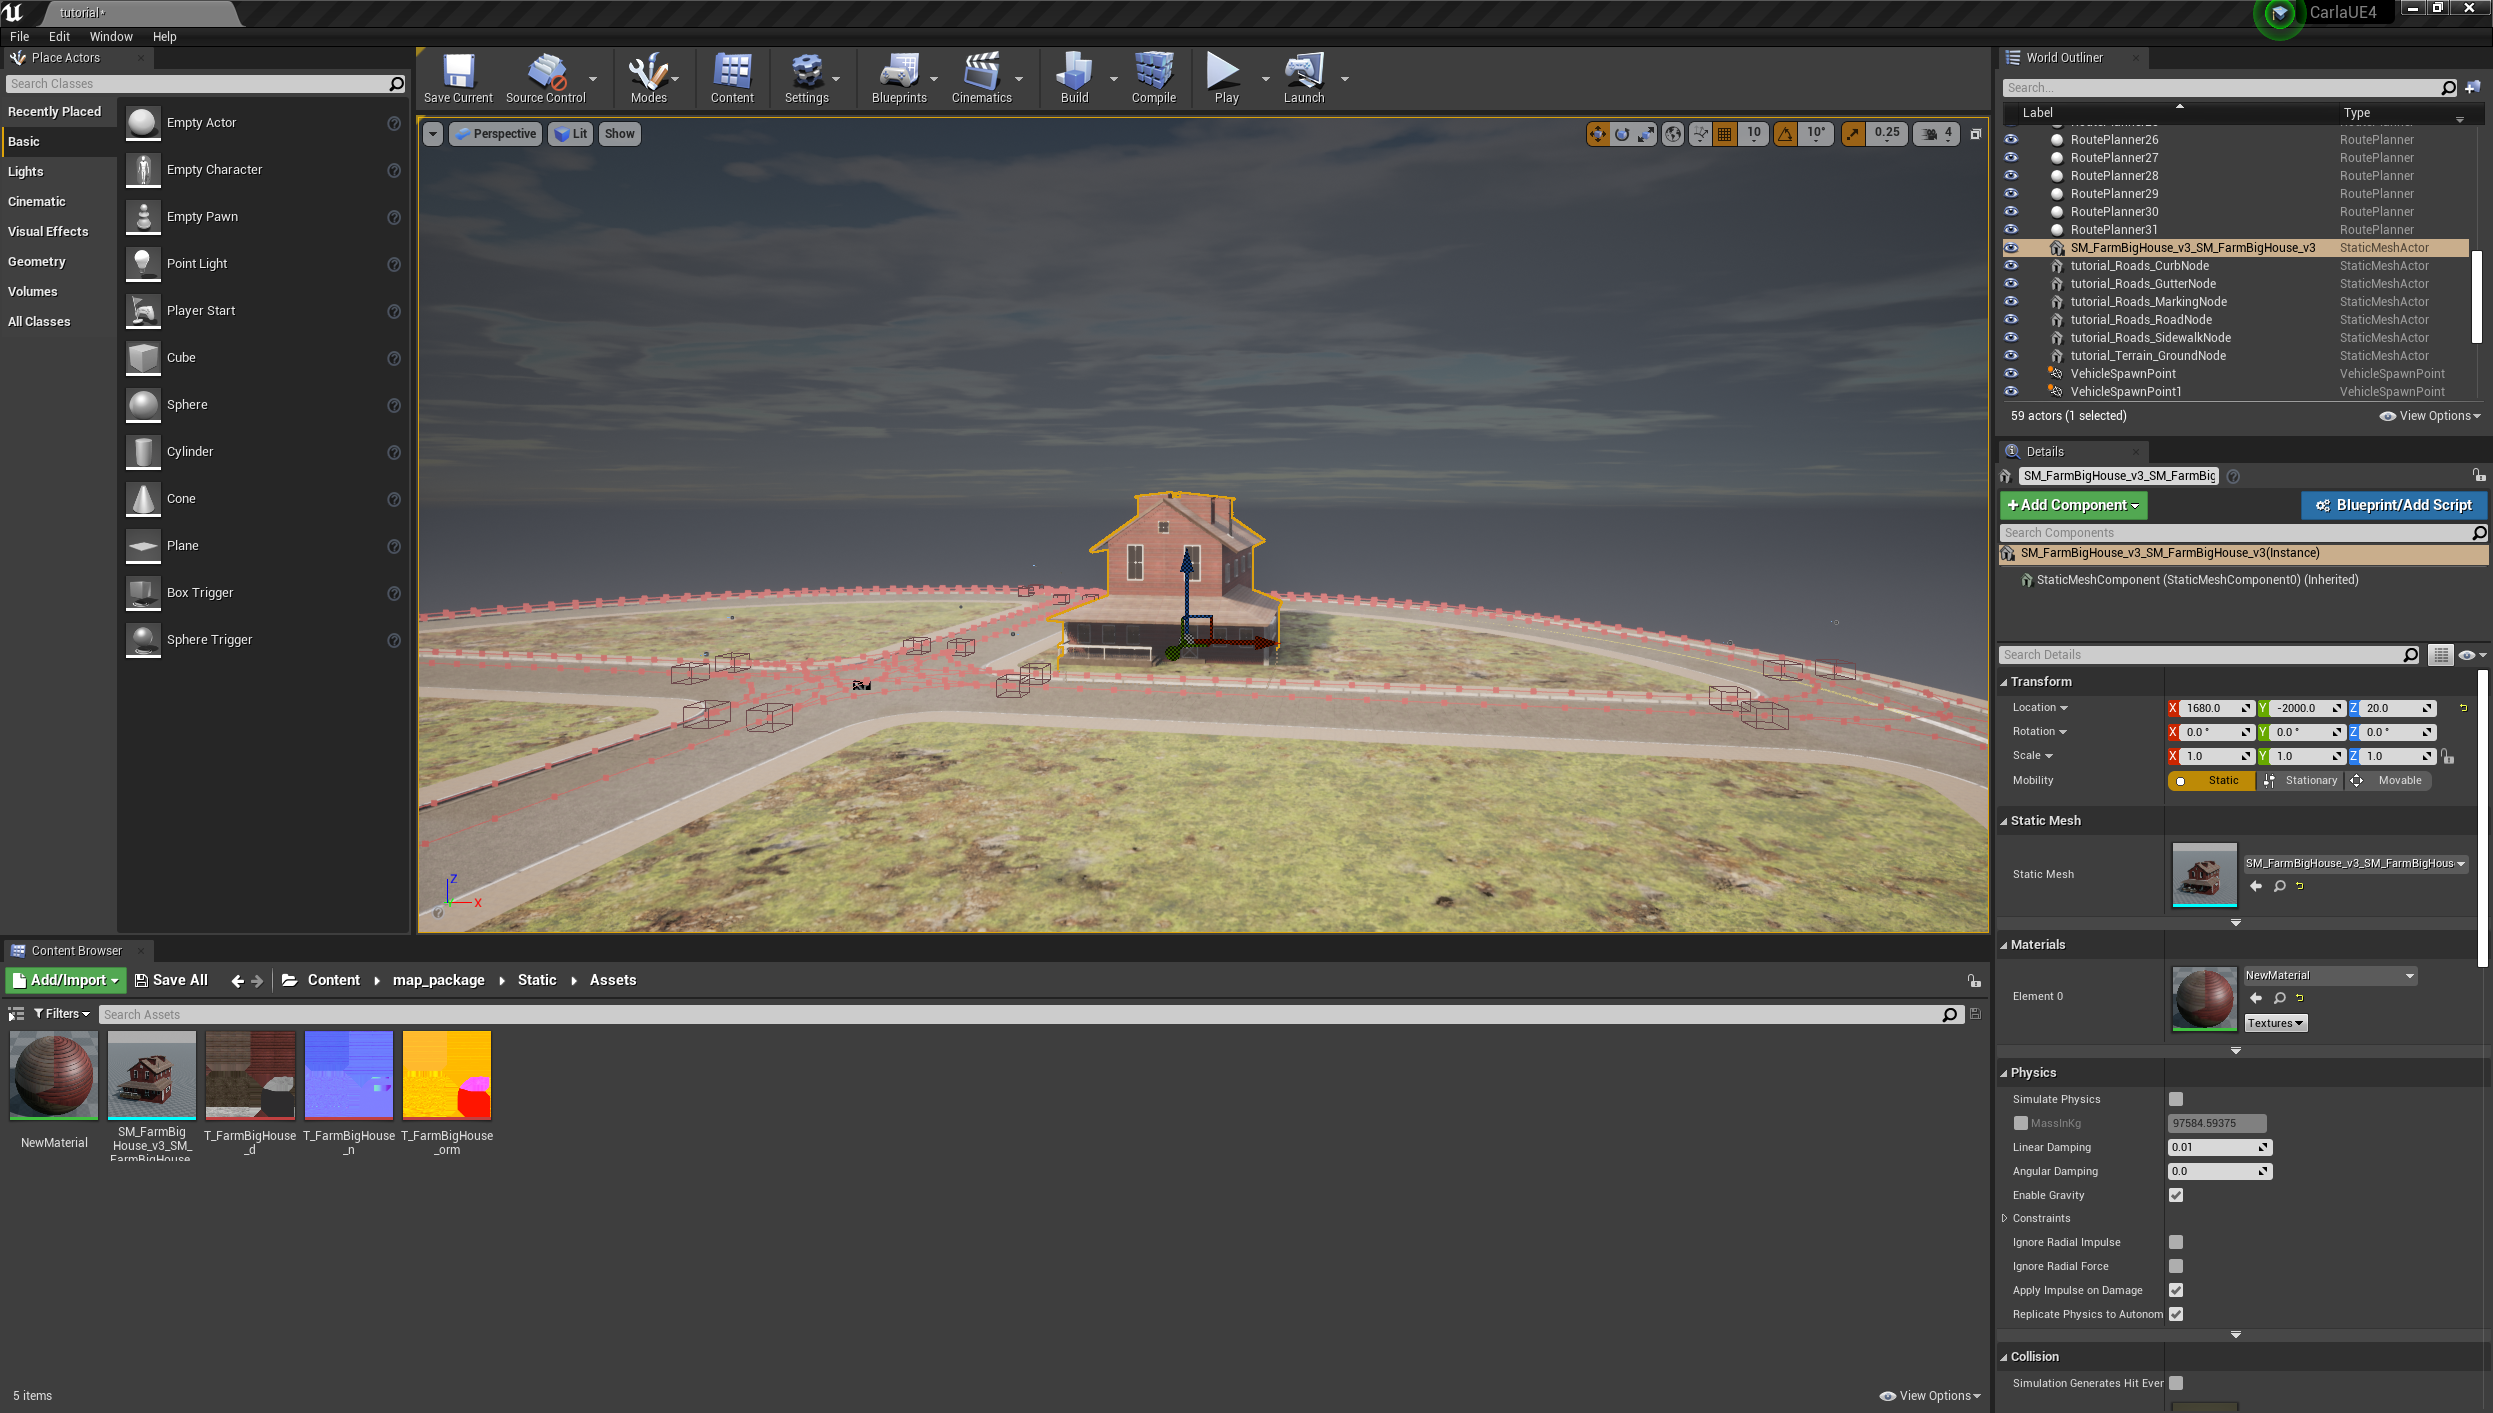 tutorial*
CarlaUE4
File Edit Window Help
Place Actors
Search Classes
Recently Placed
Basic
Lights
Cinematic
Visual Effects
Geometry
Volumes
All Classes
Empty Actor
Empty Character
Empty Pawn
Point Light
Player Start
Cube
Sphere
Cylinder
Cone
Plane
Box Trigger
Sphere Trigger
Save Current Source Control Modes Content Settings Blueprints Cinematics Build Compile Play Launch
Perspective Lit Show
10 10° 0.25 4
Z
X
World Outliner
Search...
Label Type
RoutePlanner26 RoutePlanner
RoutePlanner27 RoutePlanner
RoutePlanner28 RoutePlanner
RoutePlanner29 RoutePlanner
RoutePlanner30 RoutePlanner
RoutePlanner31 RoutePlanner
SM_FarmBigHouse_v3_SM_FarmBigHouse_v3 StaticMeshActor
tutorial_Roads_CurbNode StaticMeshActor
tutorial_Roads_GutterNode StaticMeshActor
tutorial_Roads_MarkingNode StaticMeshActor
tutorial_Roads_RoadNode StaticMeshActor
tutorial_Roads_SidewalkNode StaticMeshActor
tutorial_Terrain_GroundNode StaticMeshActor
VehicleSpawnPoint VehicleSpawnPoint
VehicleSpawnPoint1 VehicleSpawnPoint
59 actors (1 selected) View Options
Details
SM_FarmBigHouse_v3_SM_FarmBig
+Add Component Blueprint/Add Script
Search Components
SM_FarmBigHouse_v3_SM_FarmBigHouse_v3(Instance)
StaticMeshComponent (StaticMeshComponent0) (Inherited)
Search Details
Transform
Location X 1680.0 Y -2000.0 Z 20.0
Rotation X 0.0 ° Y 0.0 ° Z 0.0 °
Scale X 1.0 Y 1.0 Z 1.0
Mobility Static Stationary Movable
Static Mesh
Static Mesh SM_FarmBigHouse_v3_SM_FarmBigHous
Materials
Element 0 NewMaterial
Textures
Physics
Simulate Physics
MassInKg 97584.59375
Linear Damping 0.01
Angular Damping 0.0
Enable Gravity
Constraints
Ignore Radial Impulse
Ignore Radial Force
Apply Impulse on Damage
Replicate Physics to Autonom
Collision
Simulation Generates Hit Ever
Content Browser
Add/Import Save All Content map_package Static Assets
Filters Search Assets
NewMaterial
SM_FarmBig
House_v3_SM_
FarmBigHouse
T_FarmBigHouse
_d
T_FarmBigHouse
_n
T_FarmBigHouse
_orm
5 items View Options